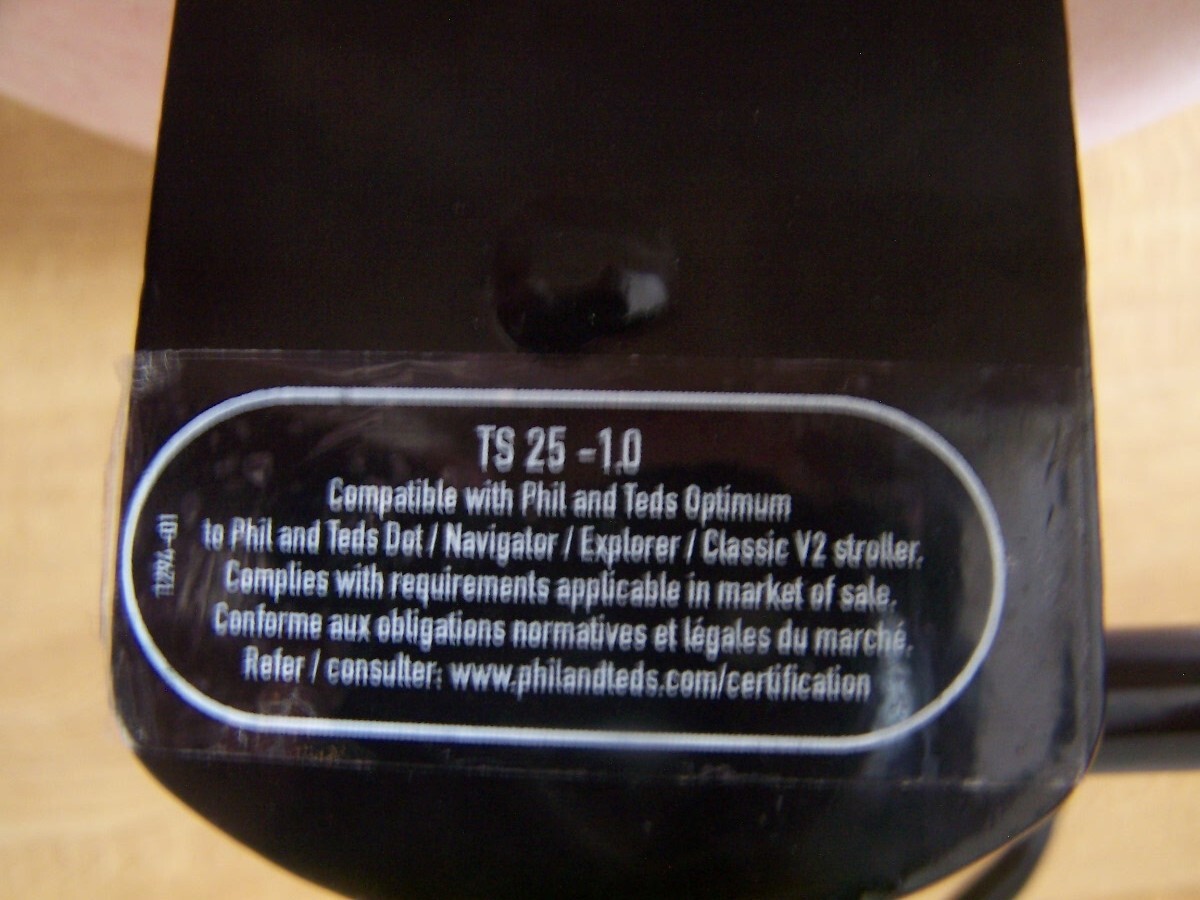 TS 25 -1.0
Compatible with Phil and Teds Optimum
to Phil and Teds Dot / Navigator / Explorer / Classic V2 stroller.
Complies with requirements applicable in market of sale.
Conforme aux obligations normatives et légales du marché.
Refer / consulter: www.philandteds.com/certification